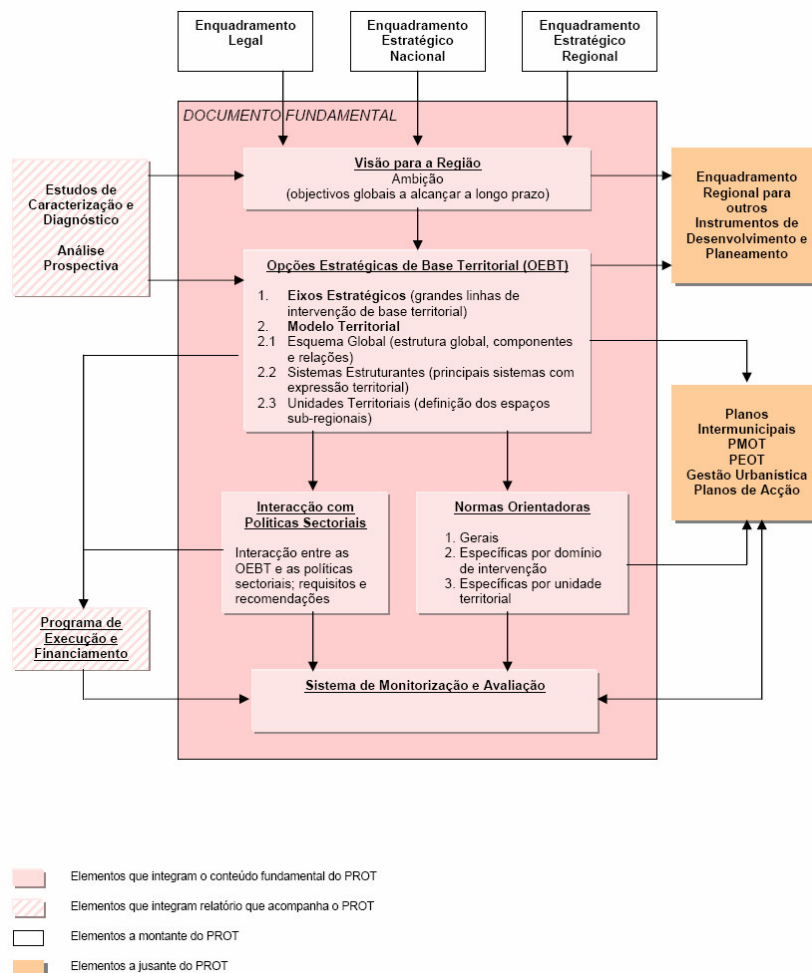 Enquadramento
Legal
Enquadramento
Estratégico
Nacional
Enquadramento
Estratégico
Regional
DOCUMENTO FUNDAMENTAL
Visão para a Região
Ambição
(objectivos globais a alcançar a longo prazo)
Estudos de
Caracterização e
Diagnóstico
Análise
Prospectiva
Enquadramento
Regional para
outros
Instrumentos de
Desenvolvimento e
Planeamento
Opções Estratégicas de Base Territorial (OEBT)
1. Eixos Estratégicos (grandes linhas de
intervenção de base territorial)
2. Modelo Territorial
2.1 Esquema Global (estrutura global, componentes
e relações)
2.2 Sistemas Estruturantes (principais sistemas com
expressão territorial)
2.3 Unidades Territoriais (definição dos espaços
sub-regionais)
Planos
Intermunicipais
PMOT
PEOT
Gestão Urbanística
Planos de Acção
Interacção com
Políticas Sectoriais
Interacção entre as
OEBT e as políticas
sectoriais; requisitos e
recomendações
Normas Orientadoras
1. Gerais
2. Específicas por domínio
de intervenção
3. Específicas por unidade
territorial
Programa de
Execução e
Financiamento
Sistema de Monitorização e Avaliação
Elementos que integram o conteúdo fundamental do PROT
Elementos que integram relatório que acompanha o PROT
Elementos a montante do PROT
Elementos a jusante do PROT